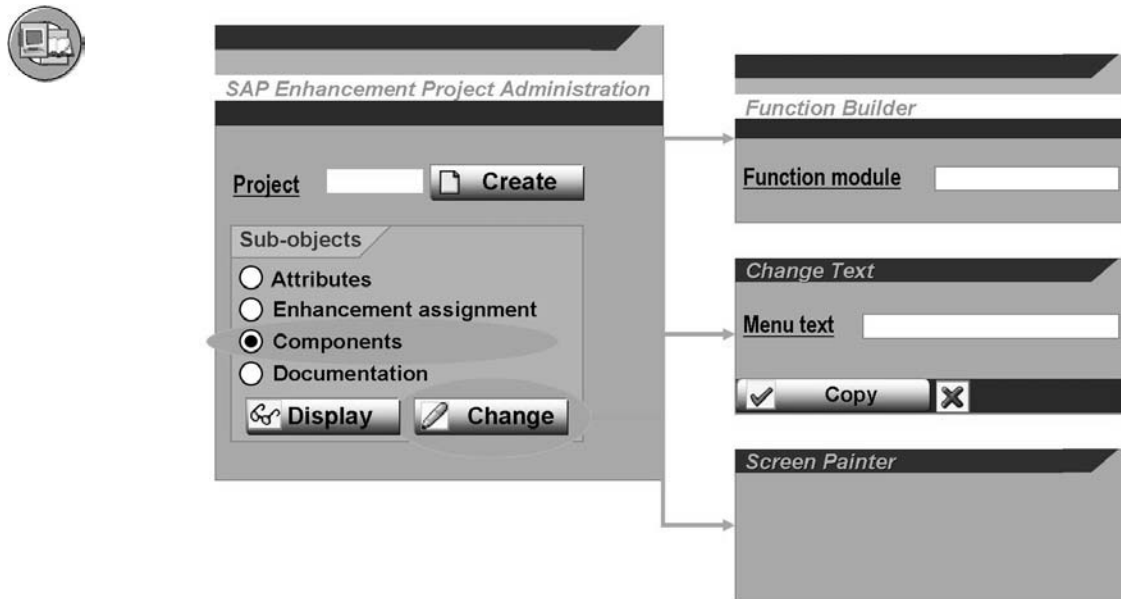 SAP Enhancement Project Administration
Project
Create
Sub-objects
Attributes
Enhancement assignment
Components
Documentation
Display
Change
Function Builder
Function module
Change Text
Menu text
Copy
Screen Painter